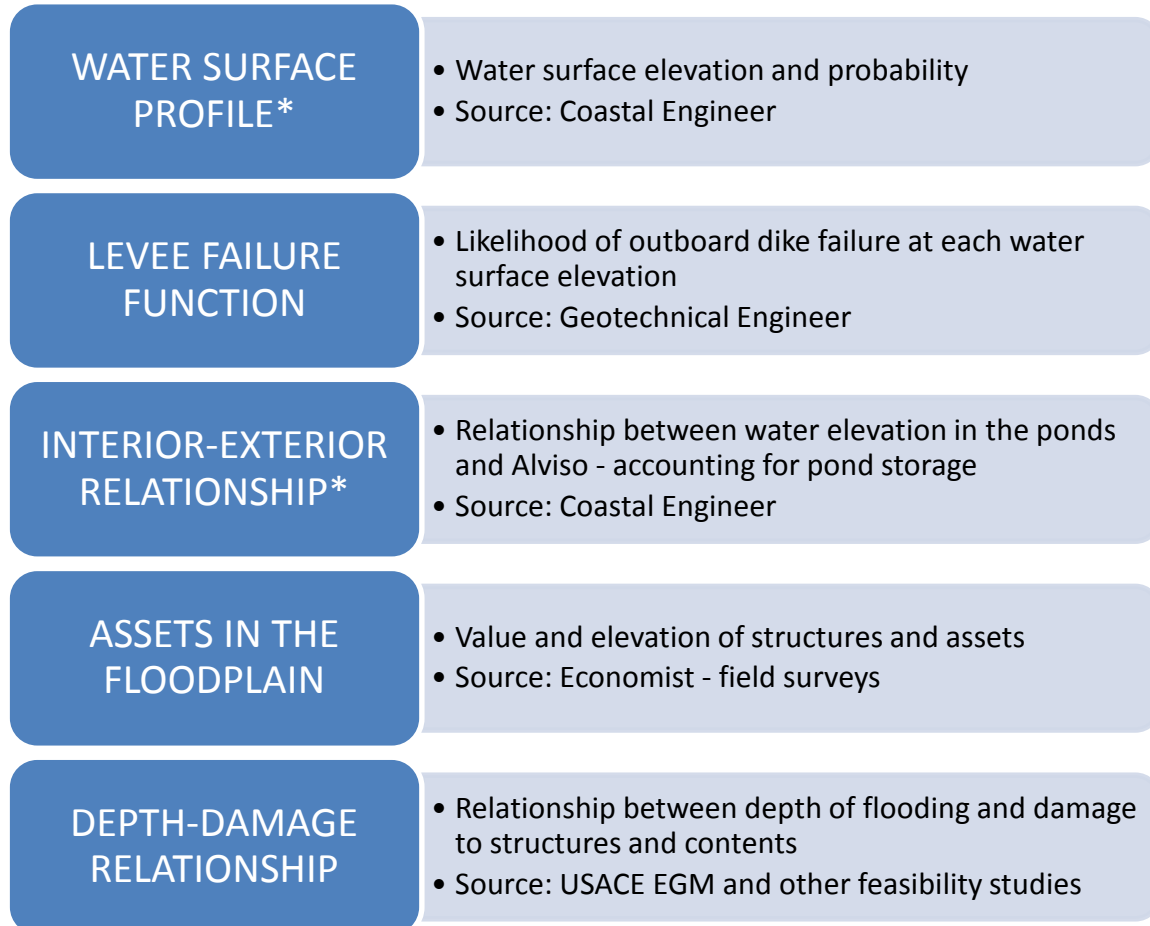 WATER SURFACE
PROFILE*
• Water surface elevation and probability
• Source: Coastal Engineer
LEVEE FAILURE
FUNCTION
• Likelihood of outboard dike failure at each water
surface elevation
• Source: Geotechnical Engineer
INTERIOR-EXTERIOR
RELATIONSHIP*
• Relationship between water elevation in the ponds
and Alviso - accounting for pond storage
• Source: Coastal Engineer
ASSETS IN THE
FLOODPLAIN
• Value and elevation of structures and assets
• Source: Economist - field surveys
DEPTH-DAMAGE
RELATIONSHIP
• Relationship between depth of flooding and damage
to structures and contents
• Source: USACE EGM and other feasibility studies